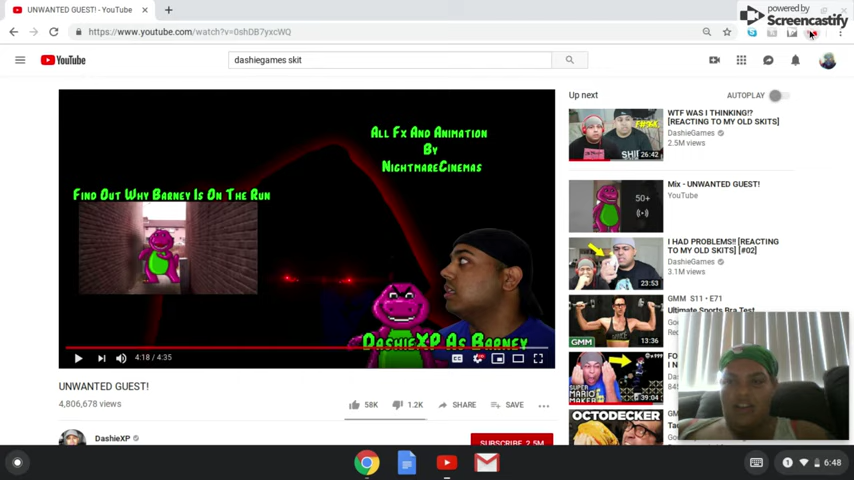 UNWANTED GUEST! - YouTube
powered by
Screencastify
https://www.youtube.com/watch?v=0shDB7yxcWQ
YouTube
dashiegames skit
All Fx And Animation
By
NightmareCinemas
Find Out Why Barney Is On The Run
DashieXP As Barney
4:18 / 4:35
UNWANTED GUEST!
4,806,678 views
58K
1.2K
SHARE
SAVE
DashieXP
SUBSCRIBE 2.5M
Up next
AUTOPLAY
WTF WAS I THINKING!?
[REACTING TO MY OLD SKITS]
DashieGames
2.5M views
26:42
Mix - UNWANTED GUEST!
YouTube
50+
I HAD PROBLEMS!! [REACTING
TO MY OLD SKITS] [#02]
DashieGames
3.1M views
23:53
GMM S11 • E71
Ultimate Sports Bra Test
GMM
13:36
SUPER
MARIO
MAKER
39:04
OCTODECKER
1
6:48